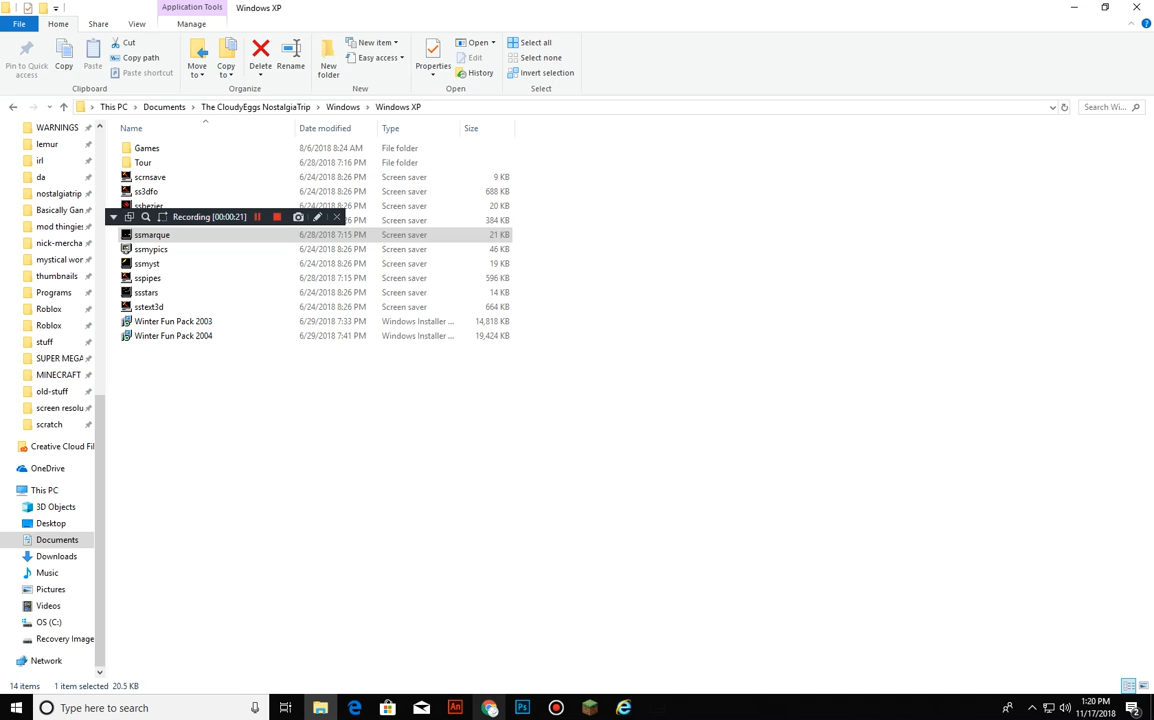 Application Tools
Windows XP
File
Home
Share
View
Manage
Pin to Quick
access
Copy
Paste
Cut
Copy path
Paste shortcut
Clipboard
Move
to
Copy
to
Delete
Rename
Organize
New
folder
New item
Easy access
New
Properties
Open
Edit
History
Open
Select all
Select none
Invert selection
Select
This PC > Documents > The CloudyEggs NostalgiaTrip > Windows > Windows XP
Search Wi...
Name Date modified Type Size
Games 8/6/2018 8:24 AM File folder
Tour 6/28/2018 7:16 PM File folder
scrnsave 6/24/2018 8:26 PM Screen saver 9 KB
ss3dfo 6/24/2018 8:26 PM Screen saver 688 KB
ssbezier 6/24/2018 8:26 PM Screen saver 20 KB
Recording [00:00:21]
6/24/2018 8:26 PM Screen saver 384 KB
ssmarque 6/28/2018 7:15 PM Screen saver 21 KB
ssmypics 6/24/2018 8:26 PM Screen saver 46 KB
ssmyst 6/24/2018 8:26 PM Screen saver 19 KB
sspipes 6/28/2018 7:15 PM Screen saver 596 KB
ssstars 6/24/2018 8:26 PM Screen saver 14 KB
sstext3d 6/24/2018 8:26 PM Screen saver 664 KB
Winter Fun Pack 2003 6/29/2018 7:33 PM Windows Installer ... 14,818 KB
Winter Fun Pack 2004 6/29/2018 7:41 PM Windows Installer ... 19,424 KB
WARNINGS
lemur
irl
da
nostalgiatrip
Basically Gan
mod thingies
nick-mercha
mystical wor
thumbnails
Programs
Roblox
Roblox
stuff
SUPER MEGA
MINECRAFT
old-stuff
screen resolu
scratch
Creative Cloud Fil
OneDrive
This PC
3D Objects
Desktop
Documents
Downloads
Music
Pictures
Videos
OS (C:)
Recovery Image
Network
14 items 1 item selected 20.5 KB
Type here to search
1:20 PM
11/17/2018
2